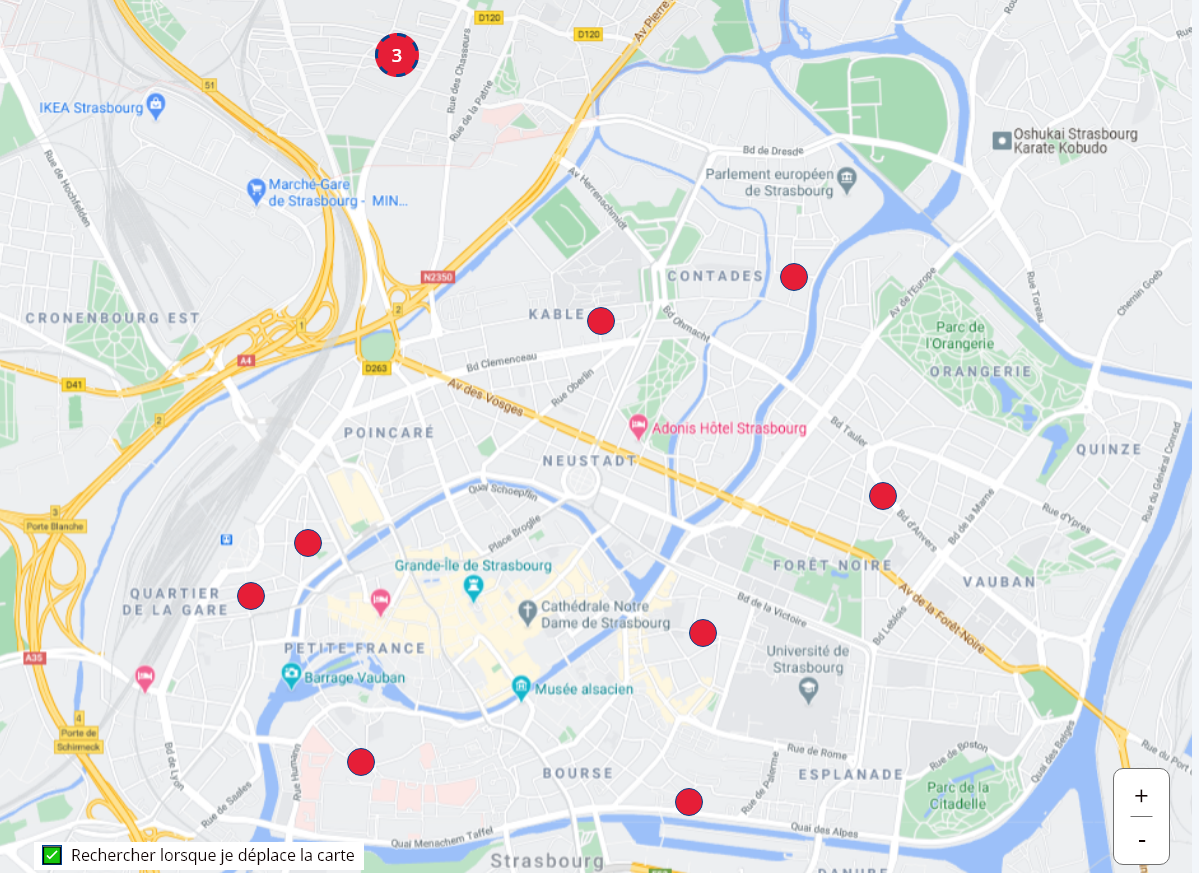 D120
D120
Av Pierre
3
Rue des Chasseurs
51
IKEA Strasbourg
Rue de la Patrie
Oshukai Strasbourg
Karate Kobudo
Rue de Hochfelden
Bd de Dresde
Parlement européen
de Strasbourg
Av Herrenschmidt
Marché-Gare
de Strasbourg - MIN...
N2350
CONTADES
Av de l'Europe
Rue Toreau
Chemin Goeb
CRONENBOURG EST
1
2
KABLE
Bd Ohmacht
Parc de
l'Orangerie
A4
D263
Bd Clemenceau
ORANGERIE
D41
Av des Vosges
Rue Oberlin
2
POINCARÉ
Adonis Hôtel Strasbourg
Bd Tauler
QUINZE
NEUSTADT
Rue du Général Conrad
Quai Schoepflin
3
Porte Blanche
Place Broglie
Bd d'Anvers
Bd de la Marne
Rue d'Ypres
Grande-Île de Strasbourg
FORÊT NOIRE
VAUBAN
QUARTIER
DE LA GARE
Cathédrale Notre
Dame de Strasbourg
Bd de la Victoire
Av de la Forêt Noire
Bd Leblois
PETITE FRANCE
A35
Université de
Strasbourg
Barrage Vauban
Musée alsacien
4
Porte de
Schirmeck
Bd de Lyon
Rue Humann
Rue de Rome
Rue de Boston
Quai des Belges
Rue du Port
BOURSE
Rue de Palerme
ESPLANADE
Parc de la
Citadelle
Rue de Saales
+
Quai Menachem Taffel
Quai des Alpes
-
Rechercher lorsque je déplace la carte
Strasbourg
DANUBE